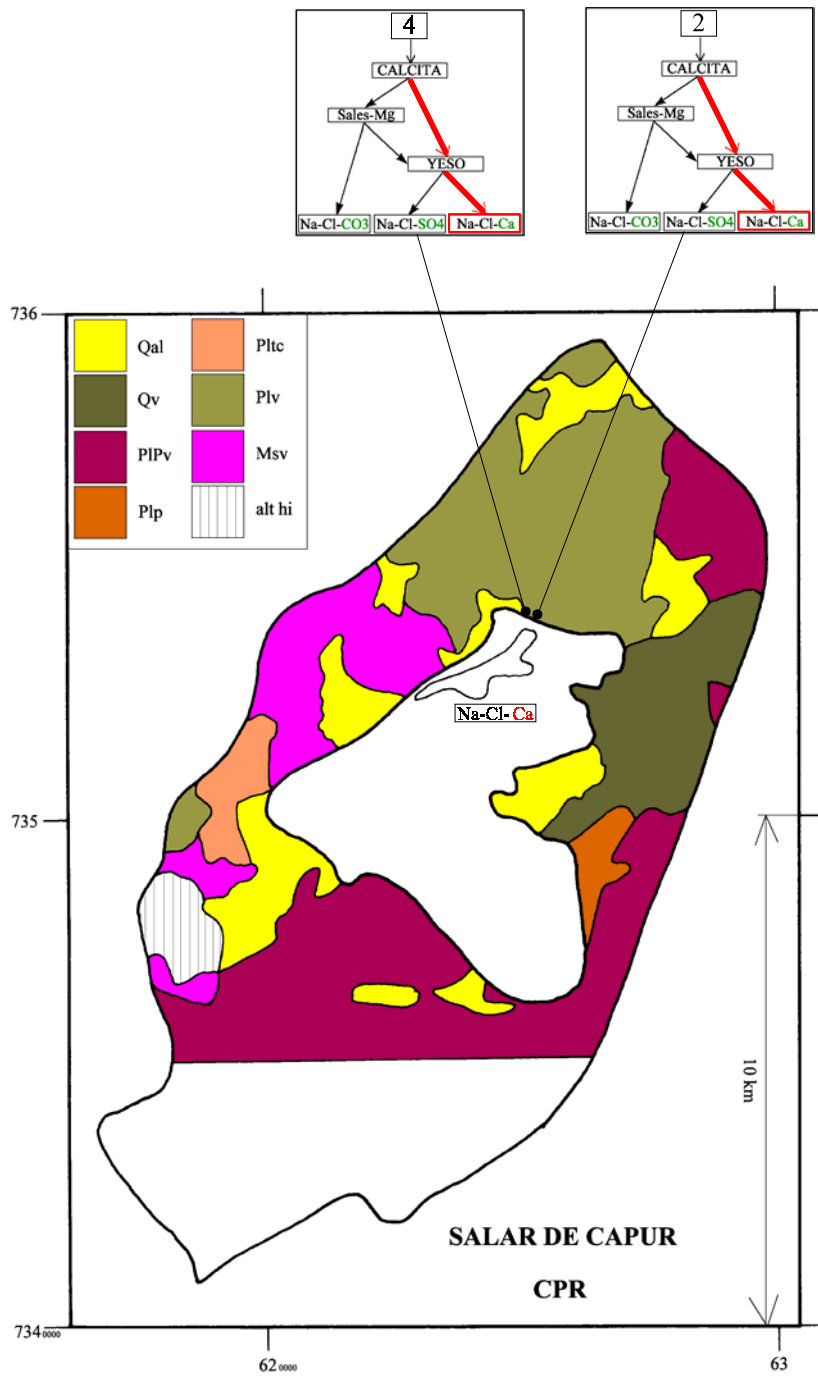 4
CALCITA
Sales-Mg
YESO
Na-Cl-CO3 Na-Cl-SO4 Na-Cl-Ca
2
CALCITA
Sales-Mg
YESO
Na-Cl-CO3 Na-Cl-SO4 Na-Cl-Ca
736
Qal Pltc
Qv Plv
PlPv Msv
Plp alt hi
Na-Cl-Ca
735
10 km
SALAR DE CAPUR
CPR
7340000
620000 63